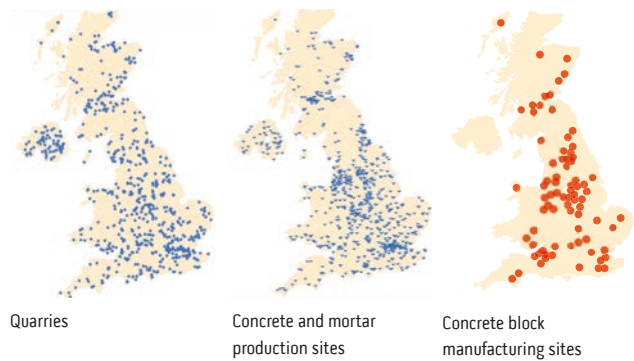 Quarries
Concrete and mortar
production sites
Concrete block
manufacturing sites